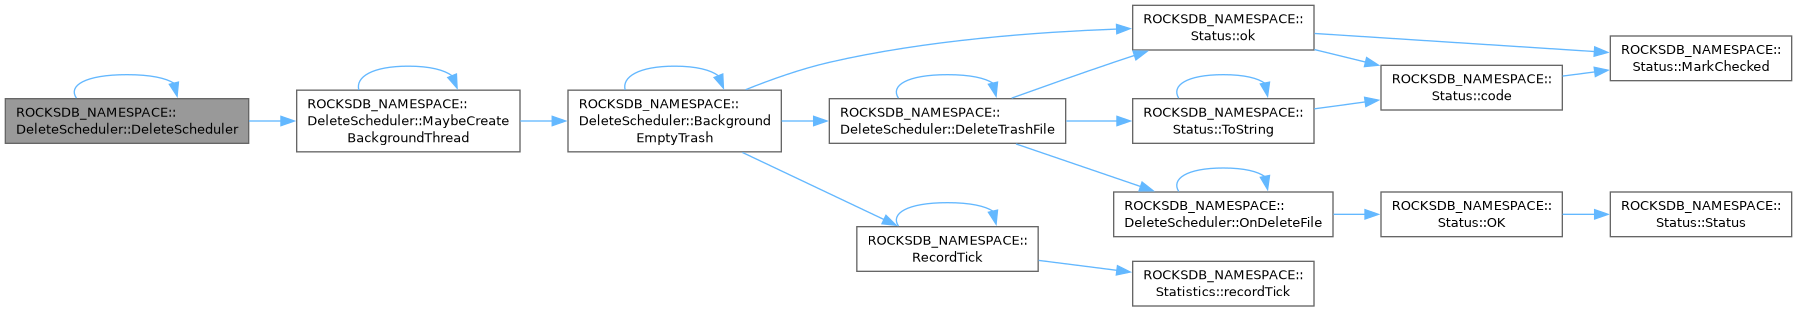 ROCKSDB_NAMESPACE::
DeleteScheduler::DeleteScheduler
ROCKSDB_NAMESPACE::
DeleteScheduler::MaybeCreate
BackgroundThread
ROCKSDB_NAMESPACE::
DeleteScheduler::Background
EmptyTrash
ROCKSDB_NAMESPACE::
Status::ok
ROCKSDB_NAMESPACE::
DeleteScheduler::DeleteTrashFile
ROCKSDB_NAMESPACE::
RecordTick
ROCKSDB_NAMESPACE::
Status::ToString
ROCKSDB_NAMESPACE::
DeleteScheduler::OnDeleteFile
ROCKSDB_NAMESPACE::
Statistics::recordTick
ROCKSDB_NAMESPACE::
Status::code
ROCKSDB_NAMESPACE::
Status::OK
ROCKSDB_NAMESPACE::
Status::MarkChecked
ROCKSDB_NAMESPACE::
Status::Status